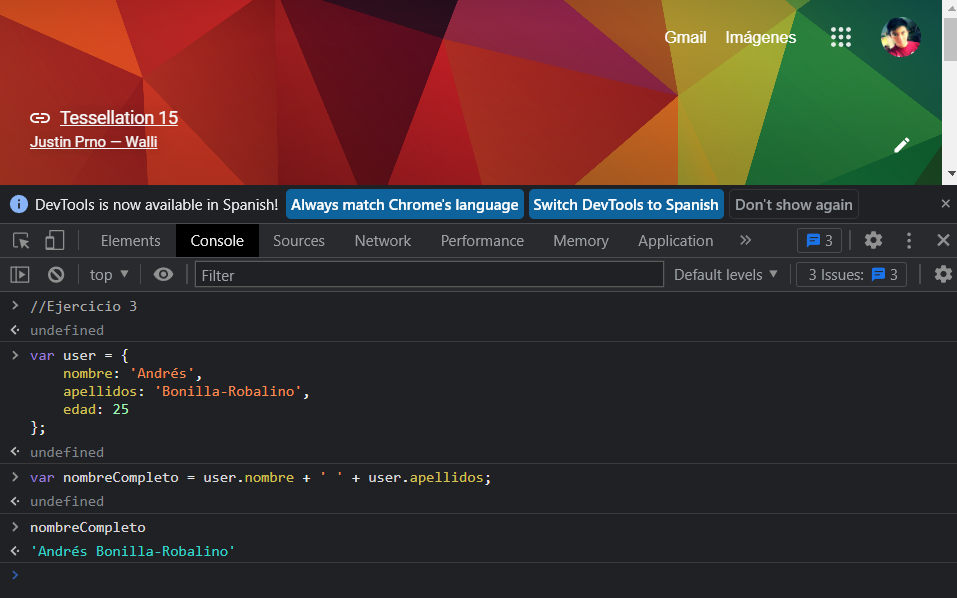 Gmail Imágenes
Tessellation 15
Justin Prno — Walli
DevTools is now available in Spanish! Always match Chrome's language Switch DevTools to Spanish Don't show again
Elements Console Sources Network Performance Memory Application 3
top Filter Default levels 3 Issues: 3
//Ejercicio 3
undefined
var user = {
    nombre: 'Andrés',
    apellidos: 'Bonilla-Robalino',
    edad: 25
};
undefined
var nombreCompleto = user.nombre + ' ' + user.apellidos;
undefined
nombreCompleto
'Andrés Bonilla-Robalino'